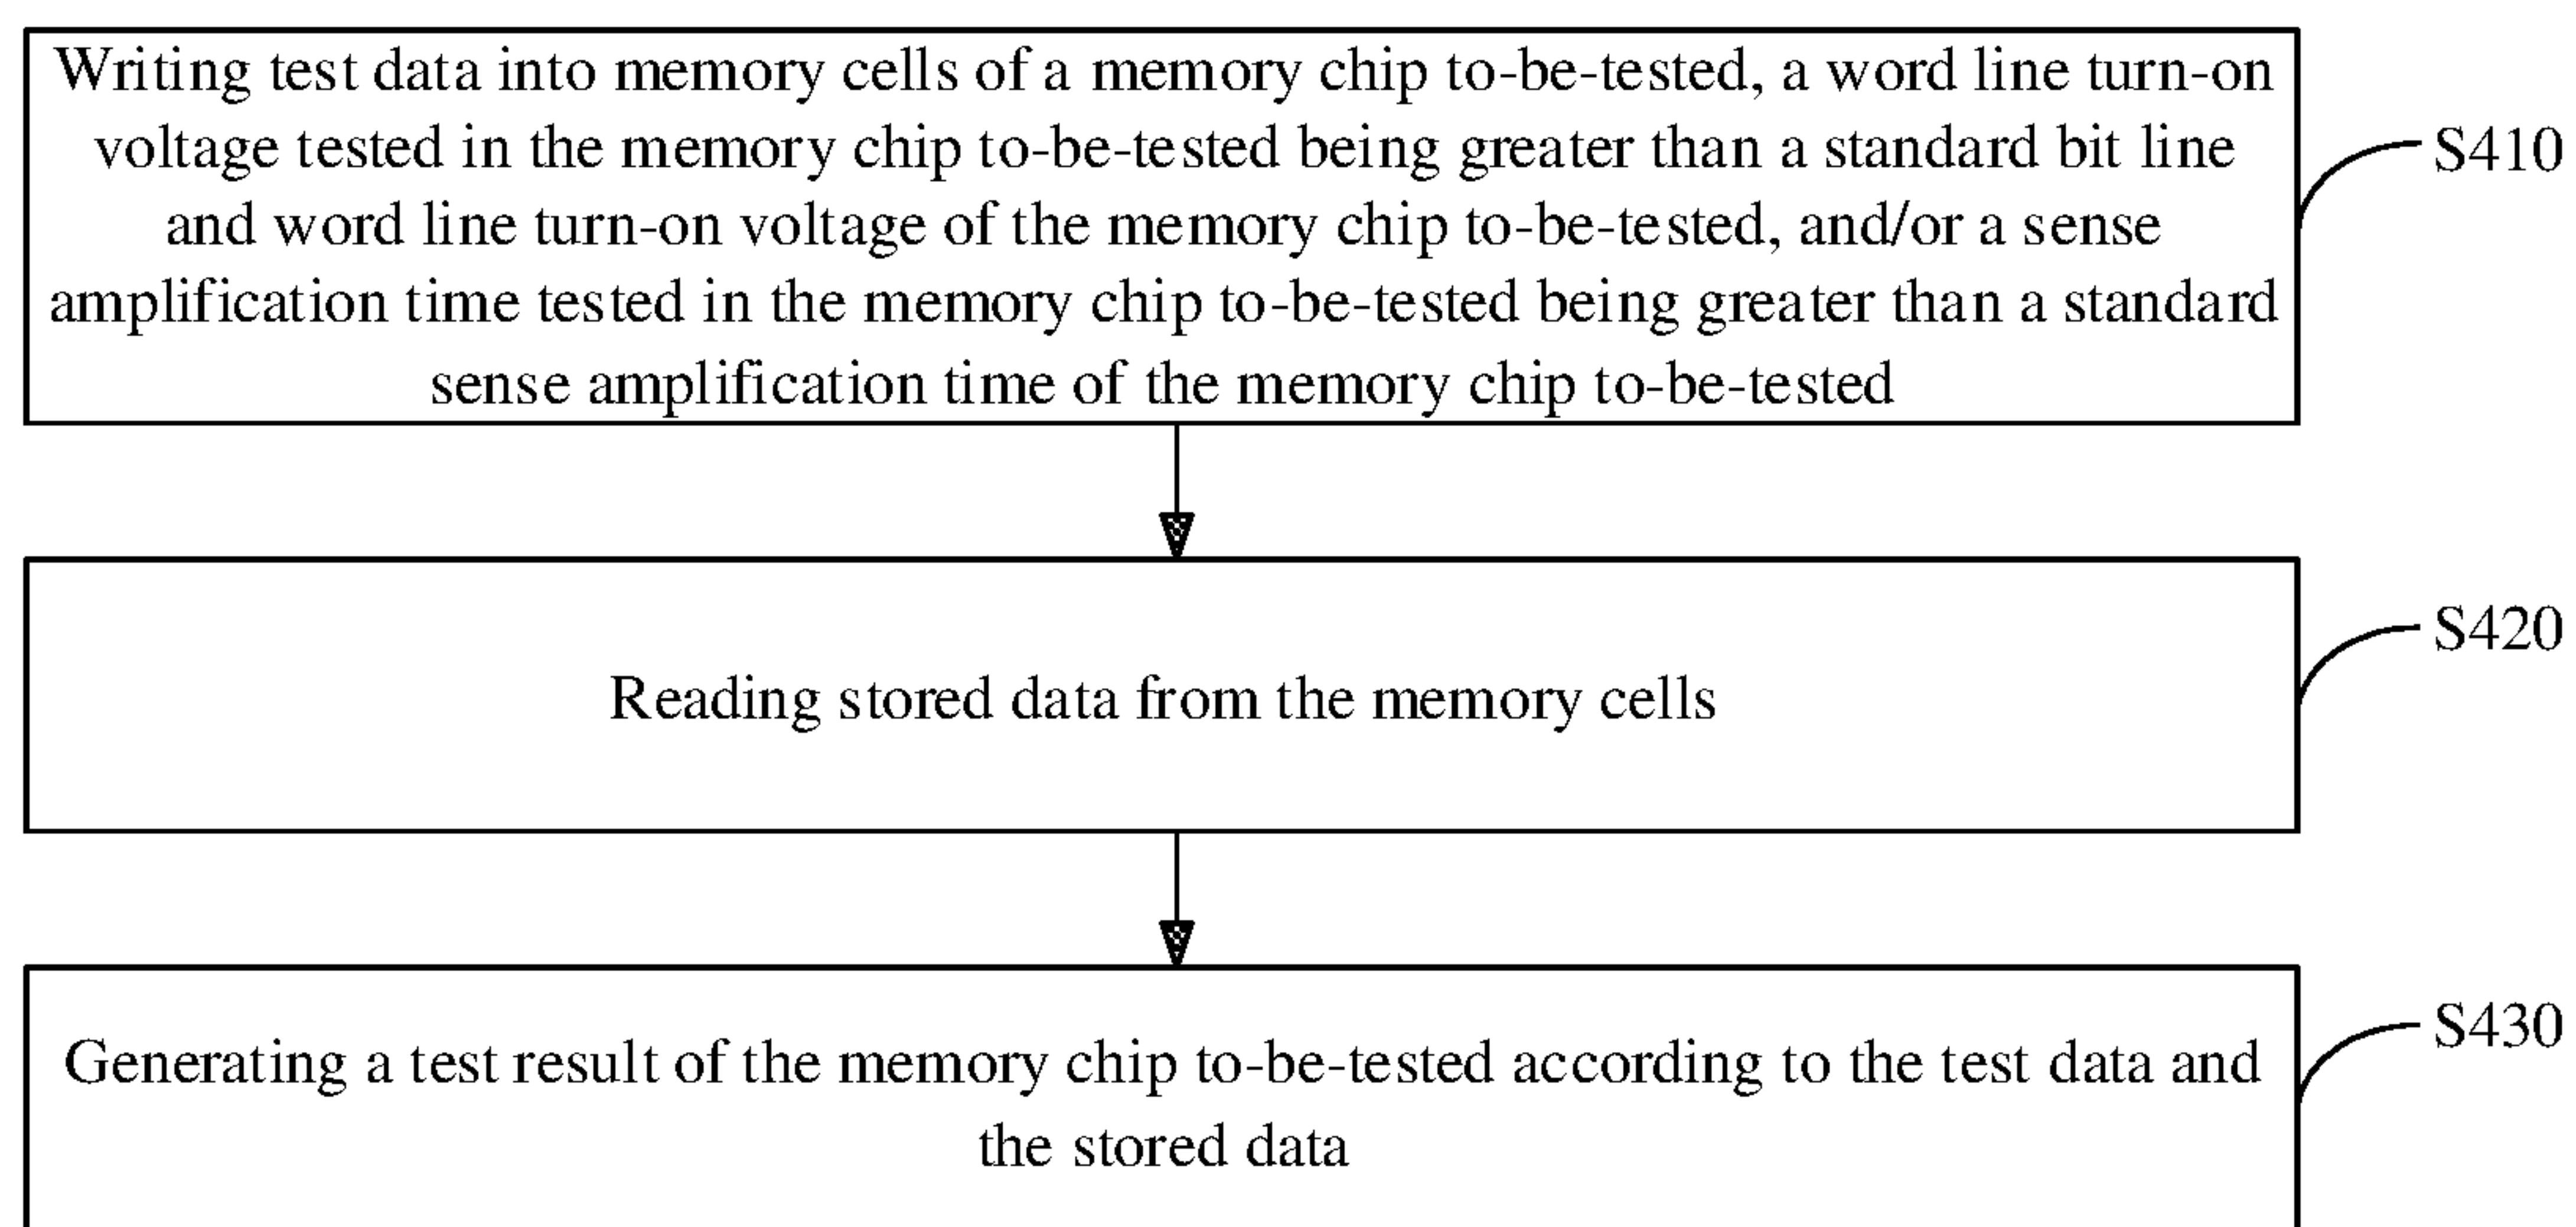 Writing test data into memory cells of a memory chip to-be-tested, a word line turn-on
voltage tested in the memory chip to-be-tested being greater than a standard bit line
and word line turn-on voltage of the memory chip to-be-tested, and/or a sense
amplification time tested in the memory chip to-be-tested being greater than a standard
sense amplification time of the memory chip to-be-tested
S410
Reading stored data from the memory cells
S420
Generating a test result of the memory chip to-be-tested according to the test data and
the stored data
S430